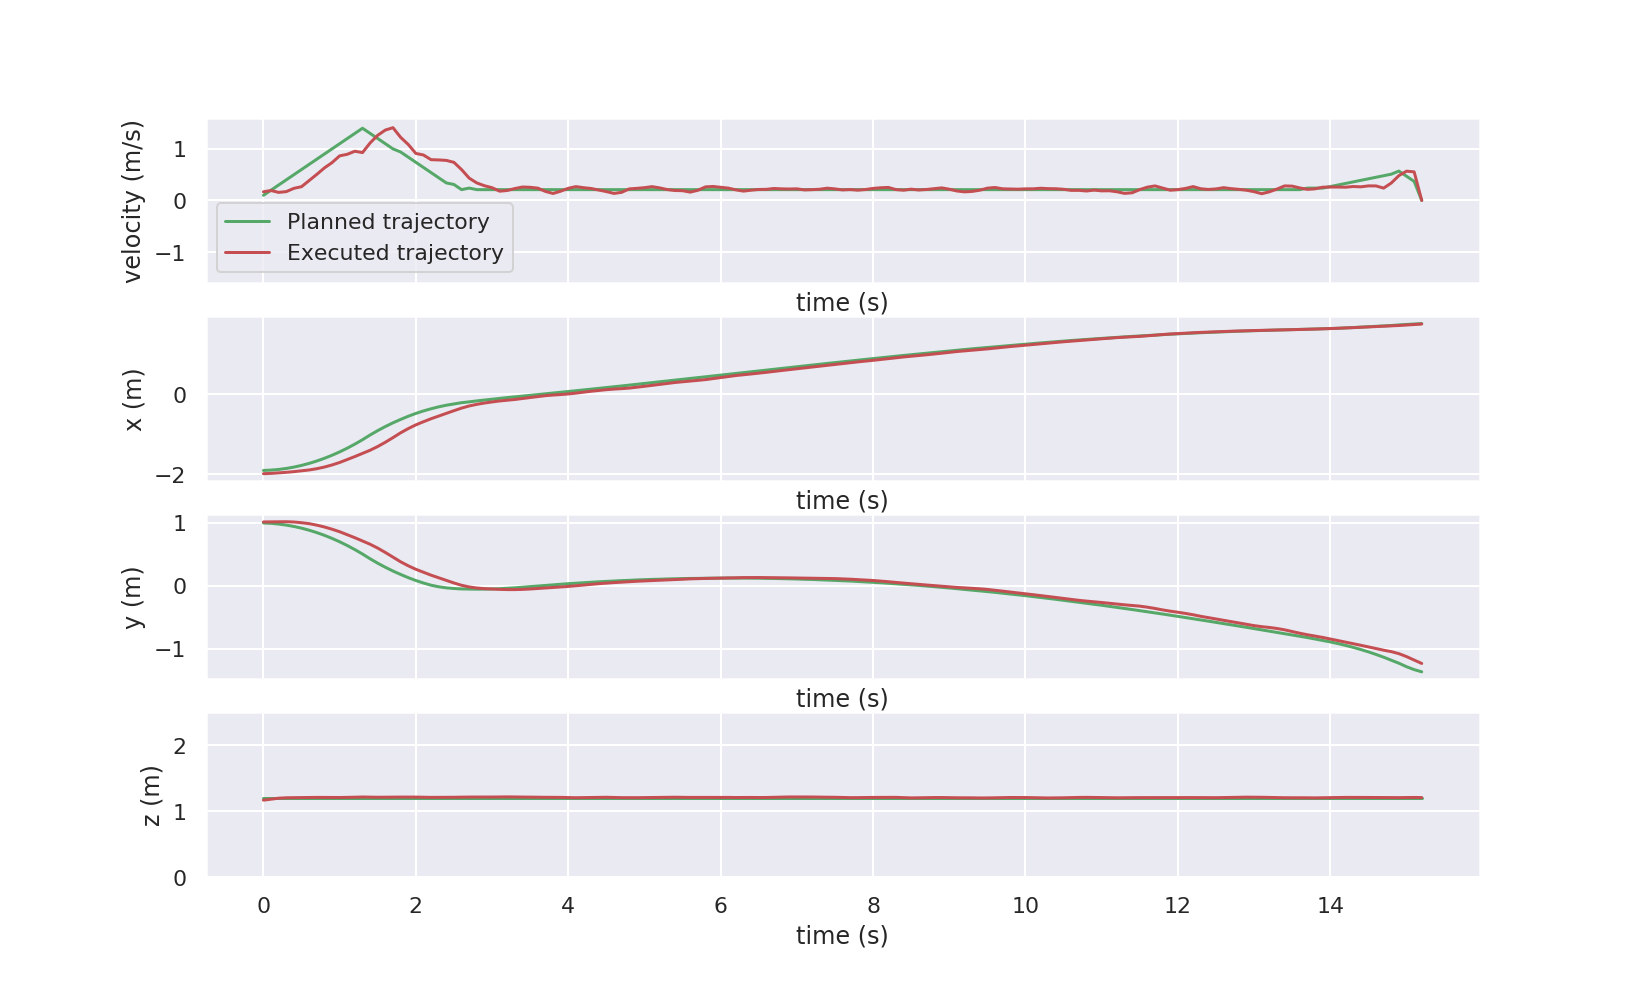 velocity (m/s)
1
0
−1
Planned trajectory
Executed trajectory
time (s)
x (m)
0
−2
time (s)
y (m)
1
0
−1
time (s)
z (m)
2
1
0
0 2 4 6 8 10 12 14
time (s)